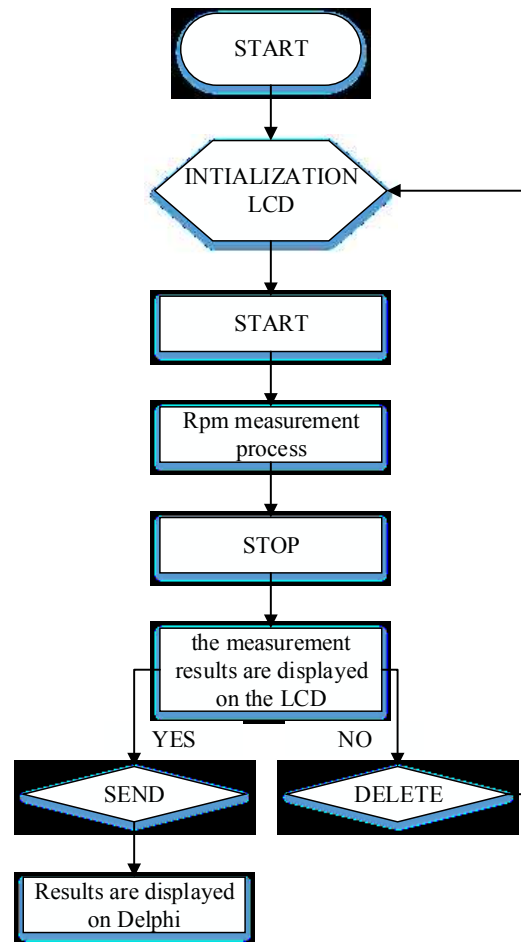 START
INTIALIZATION
LCD
START
Rpm measurement
process
STOP
the measurement
results are displayed
on the LCD
YES
NO
SEND
DELETE
Results are displayed
on Delphi